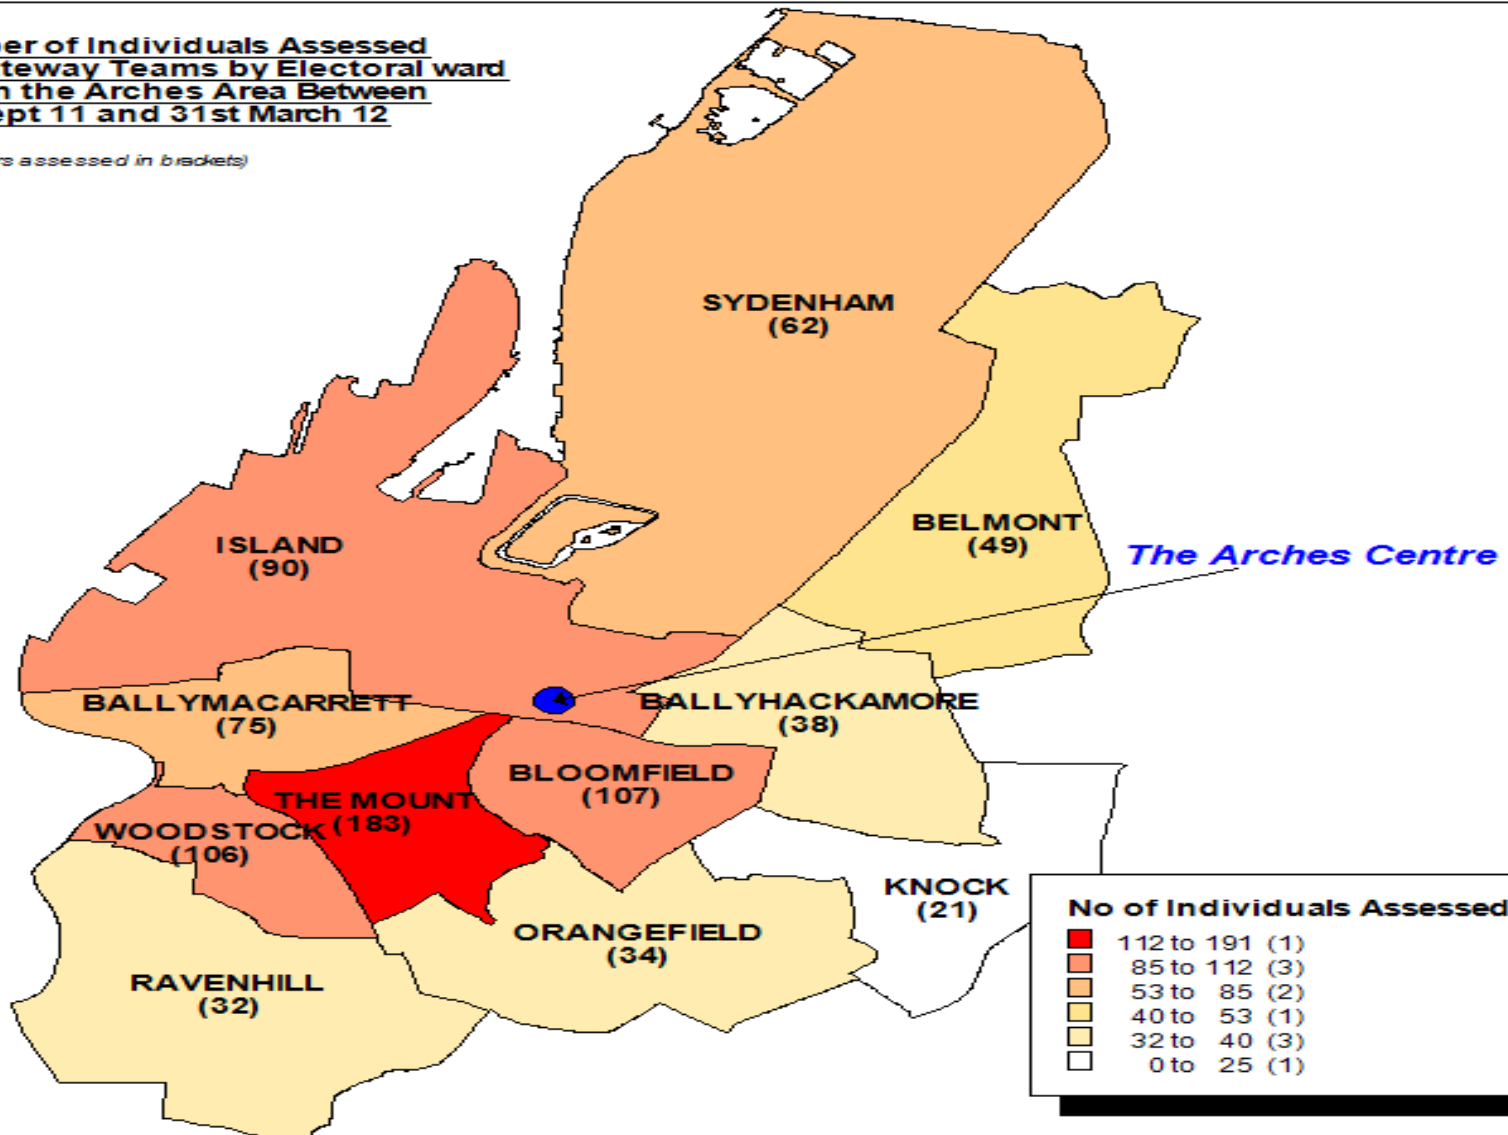 of Individuals Assessed
Teams by Electoral ward
the Arches Area Between
11 and 31st March 12
assessed in brackets)
SYDENHAM
(62)
BELMONT
(49)
The Arches Centre
ISLAND
(90)
BALLYMACARRETT
(75)
BALLYHACKAMORE
(38)
BLOOMFIELD
(107)
THE MOUNT
(183)
WOODSTOCK
(106)
KNOCK
(21)
ORANGEFIELD
(34)
RAVENHILL
(32)
No of Individuals Assessed
112 to 191 (1)
85 to 112 (3)
53 to 85 (2)
40 to 53 (1)
32 to 40 (3)
0 to 25 (1)